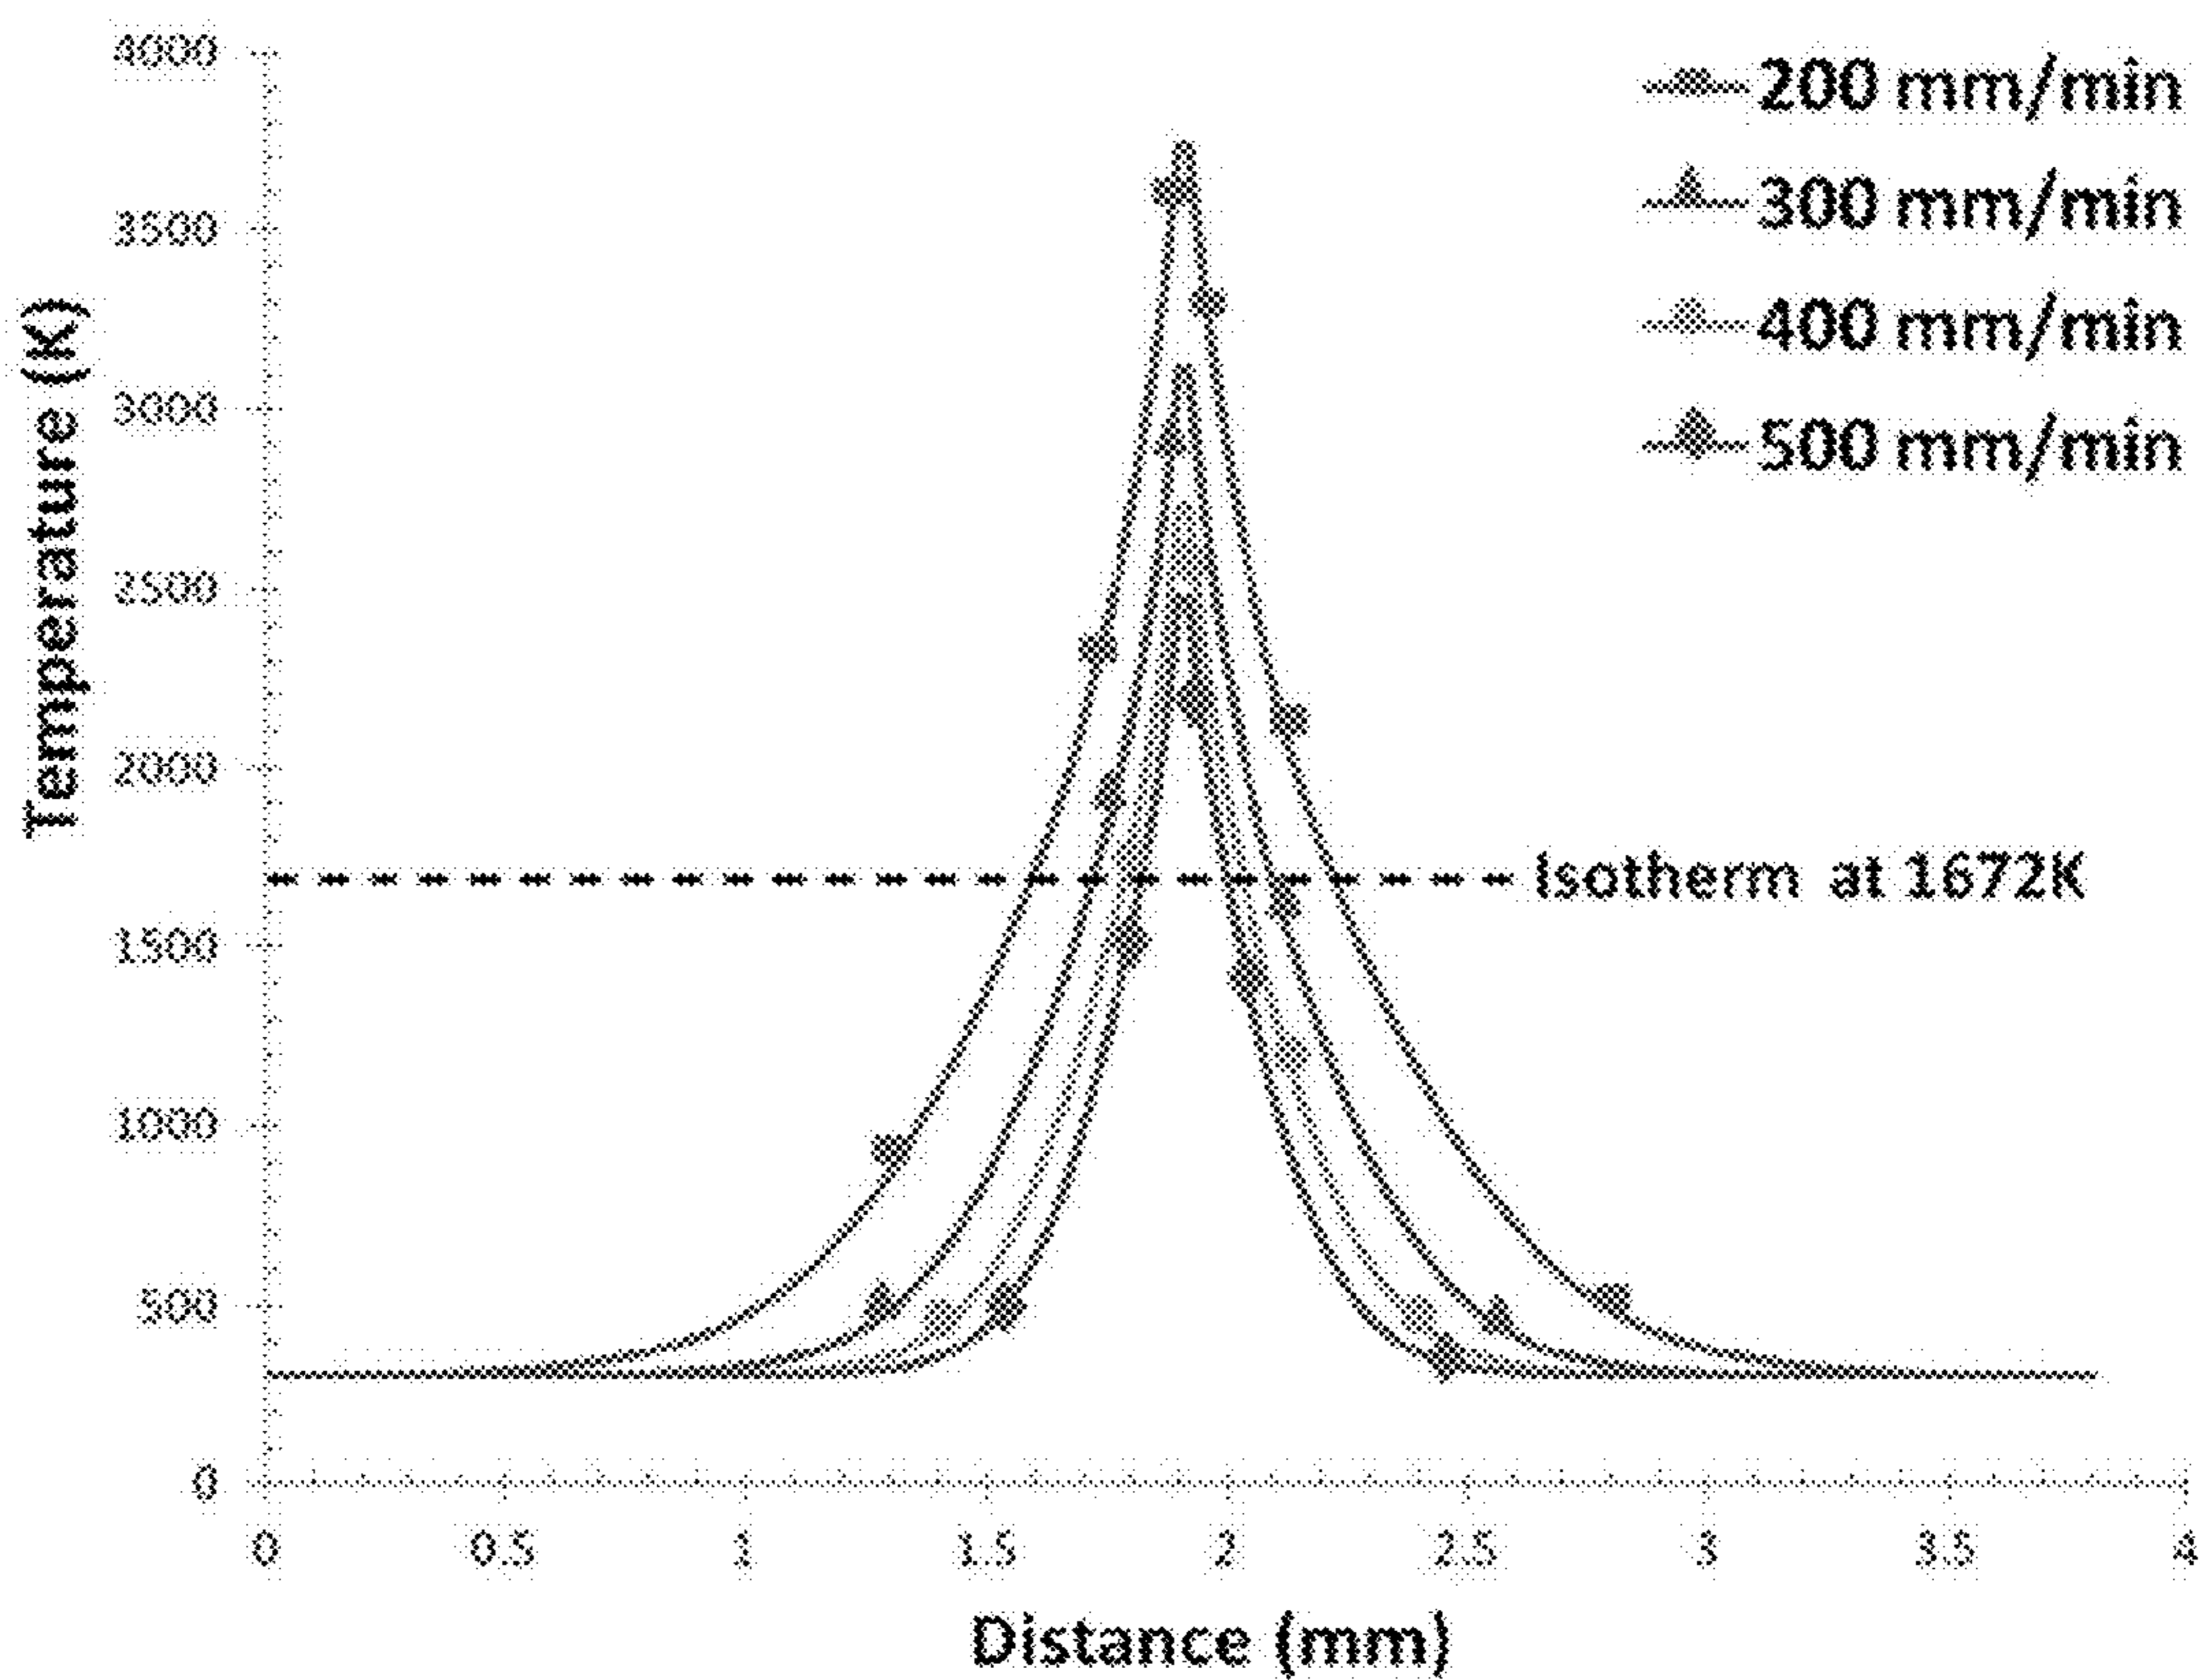 4000
3500
3000
2500
2000
1500
1000
500
0
Temperature (K)
200 mm/min
300 mm/min
400 mm/min
500 mm/min
Isotherm at 1672K
0 0.5 1 1.5 2 2.5 3 3.5 4
Distance (mm)